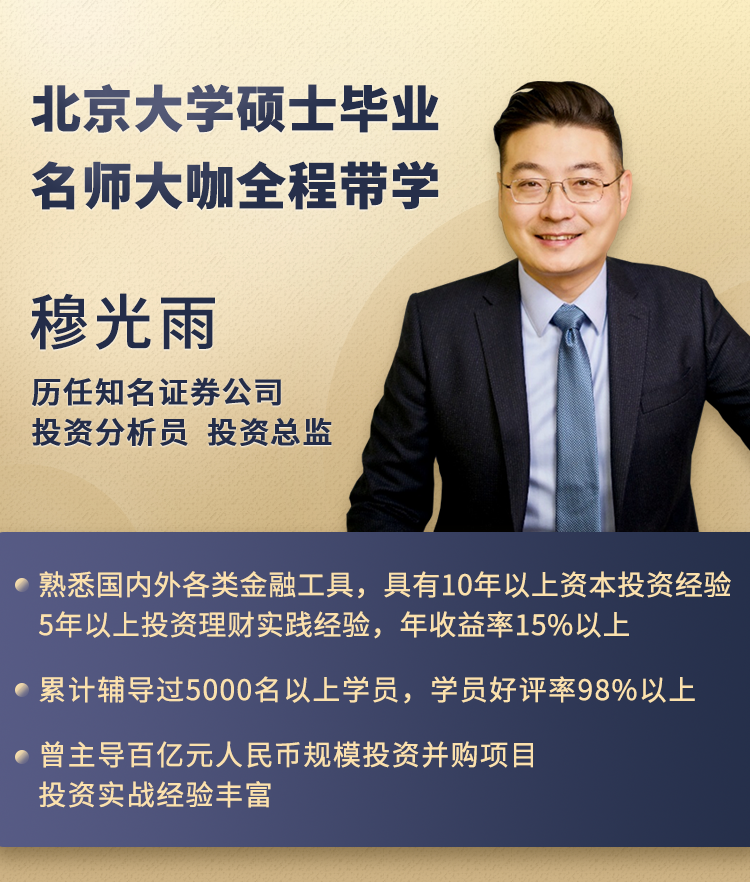 北京大学硕士毕业
名师大咖全程带学
穆光雨
历任知名证券公司
投资分析员 投资总监
熟悉国内外各类金融工具，具有10年以上资本投资经验
5年以上投资理财实践经验，年收益率15%以上
累计辅导过5000名以上学员，学员好评率98%以上
曾主导百亿元人民币规模投资并购项目
投资实战经验丰富